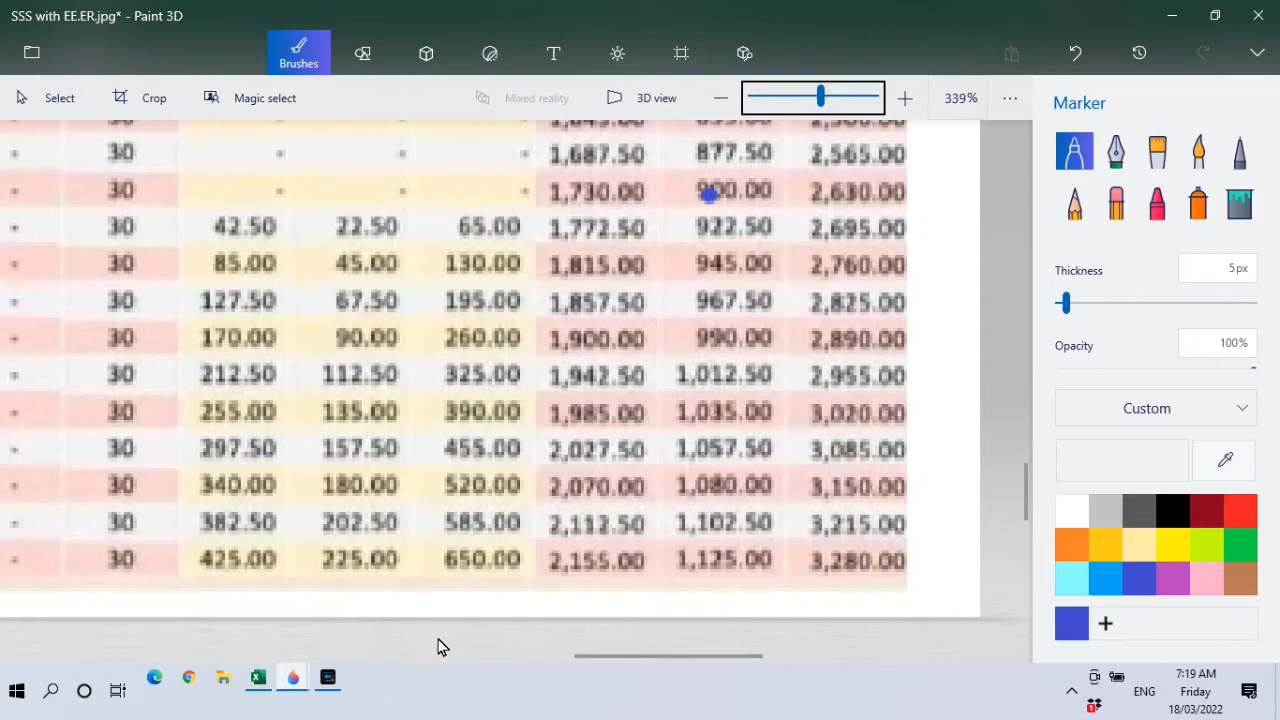 SSS with EE.ER.jpg* - Paint 3D
Brushes
Select Crop Magic select Mixed reality 3D view 339%
Marker
- 30 - - - 1,687.50 877.50 2,565.00
- 30 - - - 1,730.00 900.00 2,630.00
- 30 42.50 22.50 65.00 1,772.50 922.50 2,695.00
- 30 85.00 45.00 130.00 1,815.00 945.00 2,760.00
- 30 127.50 67.50 195.00 1,857.50 967.50 2,825.00
- 30 170.00 90.00 260.00 1,900.00 990.00 2,890.00
- 30 212.50 112.50 325.00 1,942.50 1,012.50 2,955.00
- 30 255.00 135.00 390.00 1,985.00 1,035.00 3,020.00
- 30 297.50 157.50 455.00 2,027.50 1,057.50 3,085.00
- 30 340.00 180.00 520.00 2,070.00 1,080.00 3,150.00
- 30 382.50 202.50 585.00 2,112.50 1,102.50 3,215.00
- 30 425.00 225.00 650.00 2,155.00 1,125.00 3,280.00
Thickness 5px
Opacity 100%
Custom
ENG
7:19 AM
Friday
18/03/2022
1